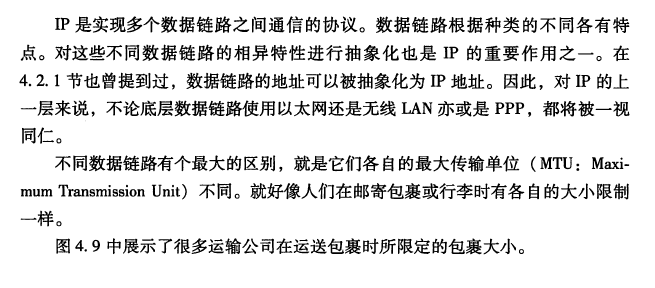 IP 是实现多个数据链路之间通信的协议。数据链路根据种类的不同各有特
点。对这些不同数据链路的相异特性进行抽象化也是 IP 的重要作用之一。在
4.2.1 节也曾提到过，数据链路的地址可以被抽象化为 IP 地址。因此，对 IP 的上
一层来说，不论底层数据链路使用以太网还是无线 LAN 亦或是 PPP，都将被一视
同仁。
不同数据链路有个最大的区别，就是它们各自的最大传输单位（MTU：Maxi-
mum Transmission Unit）不同。就好像人们在邮寄包裹或行李时有各自的大小限制
一样。
图 4.9 中展示了很多运输公司在运送包裹时所限定的包裹大小。